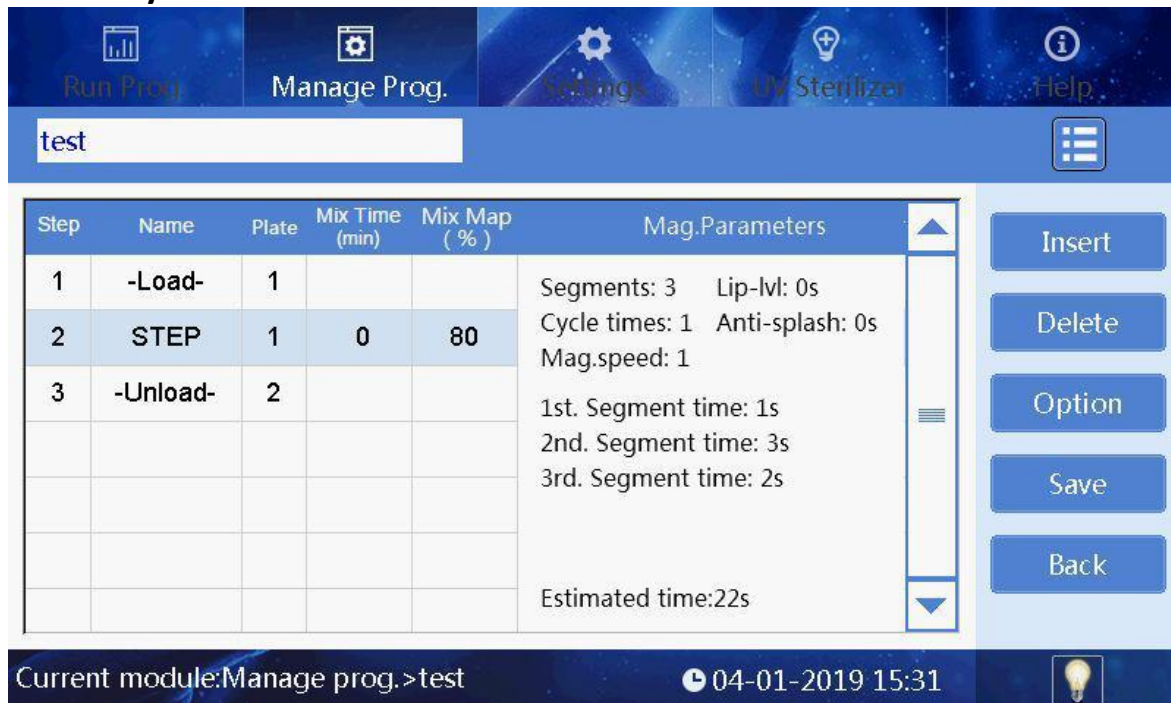 Run Prog.
Manage Prog.
Settings
UV Sterilizer
Help
test
Step Name Plate Mix Time (min) Mix Map ( % ) Mag.Parameters
1 -Load- 1
2 STEP 1 0 80
3 -Unload- 2
Segments: 3 Lip-lvl: 0s
Cycle times: 1 Anti-splash: 0s
Mag.speed: 1
1st. Segment time: 1s
2nd. Segment time: 3s
3rd. Segment time: 2s
Estimated time:22s
Insert
Delete
Option
Save
Back
Current module:Manage prog.>test 04-01-2019 15:31